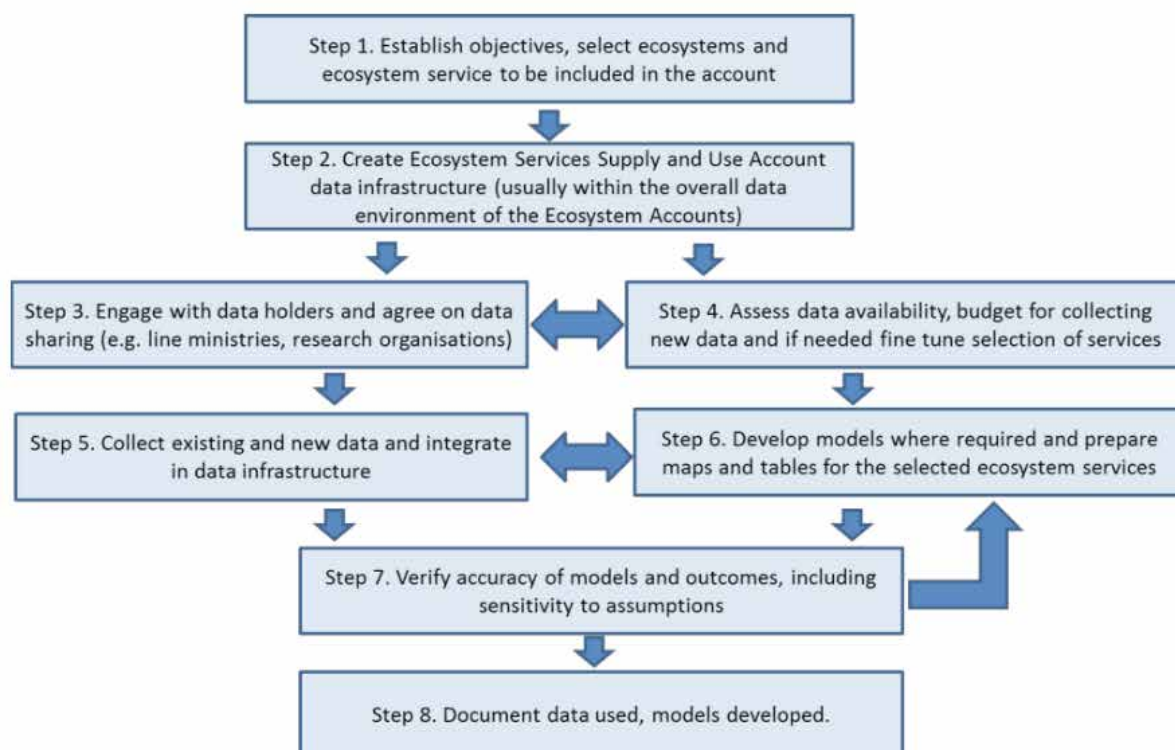 Step 1. Establish objectives, select ecosystems and
ecosystem service to be included in the account
Step 2. Create Ecosystem Services Supply and Use Account
data infrastructure (usually within the overall data
environment of the Ecosystem Accounts)
Step 3. Engage with data holders and agree on data
sharing (e.g. line ministries, research organisations)
Step 4. Assess data availability, budget for collecting
new data and if needed fine tune selection of services
Step 5. Collect existing and new data and integrate
in data infrastructure
Step 6. Develop models where required and prepare
maps and tables for the selected ecosystem services
Step 7. Verify accuracy of models and outcomes, including
sensitivity to assumptions
Step 8. Document data used, models developed.